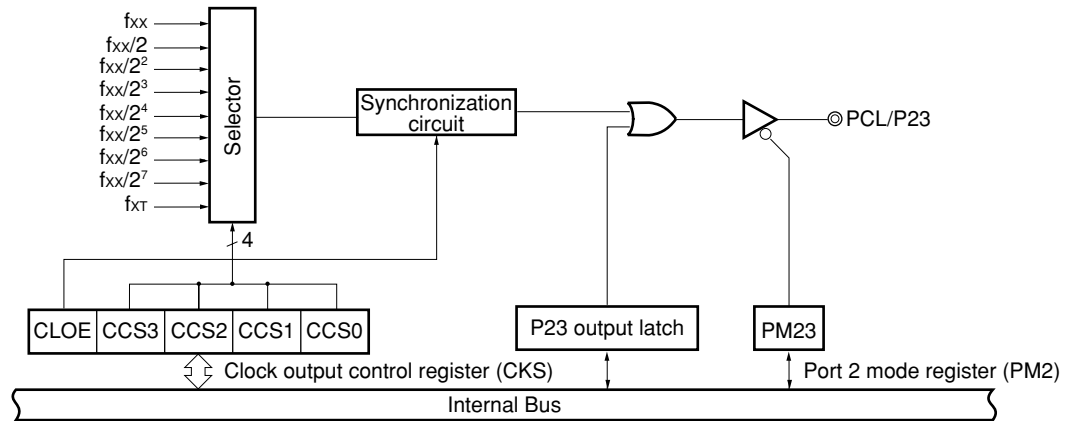 fxx
fxx/2
fxx/2²
fxx/2³
fxx/2⁴
fxx/2⁵
fxx/2⁶
fxx/2⁷
fxT
Selector
Synchronization
circuit
PCL/P23
4
CLOE CCS3 CCS2 CCS1 CCS0
P23 output latch
PM23
Clock output control register (CKS)
Port 2 mode register (PM2)
Internal Bus